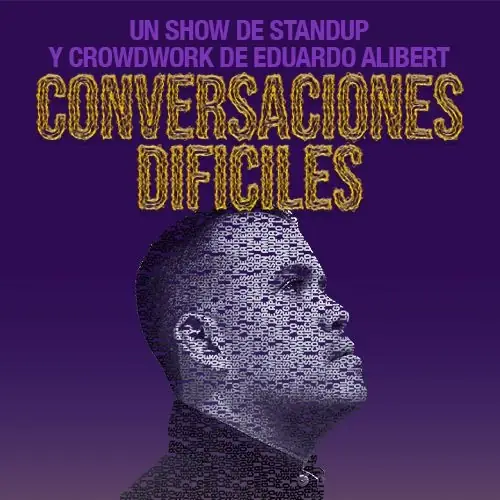 UN SHOW DE STANDUP
Y CROWDWORK DE EDUARDO ALIBERT
CONVERSACIONES
DIFICILES